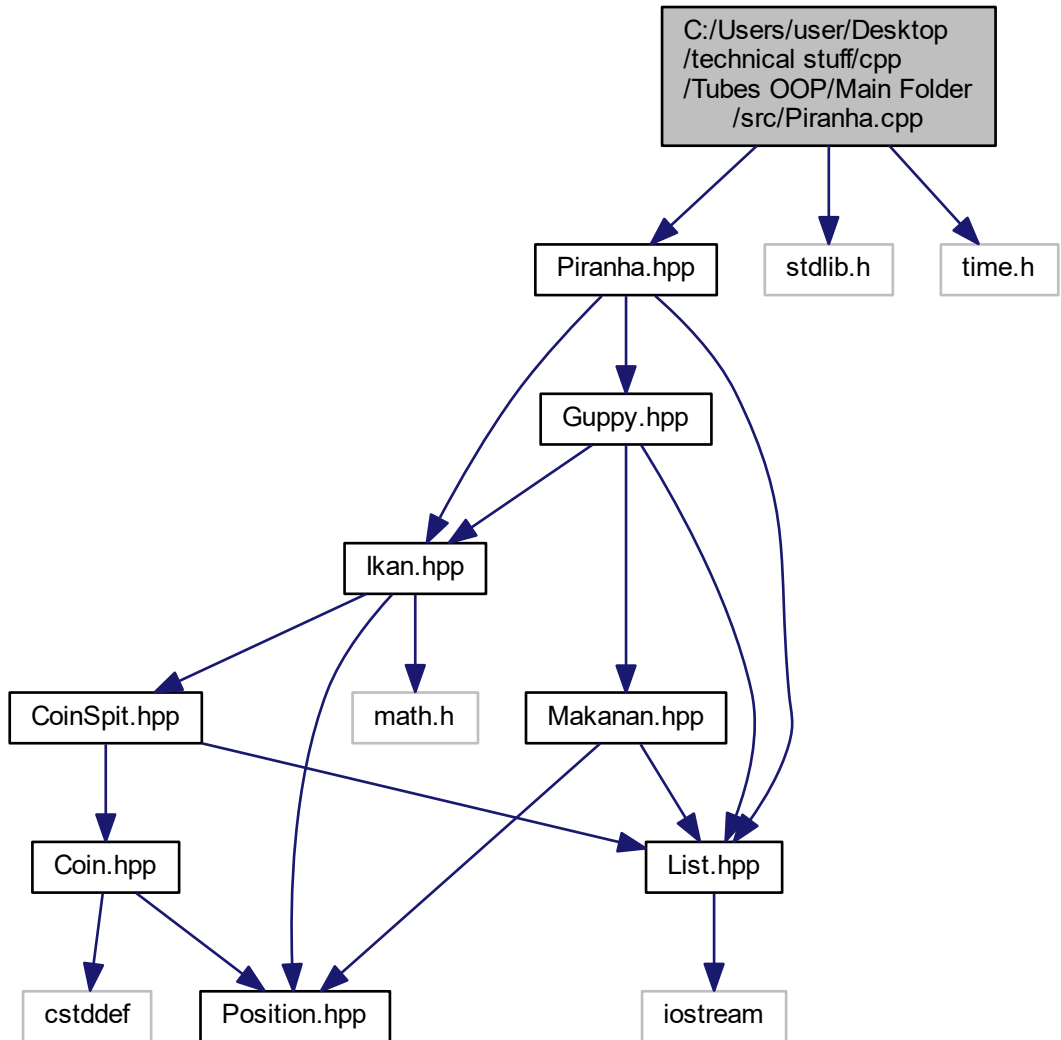 C:/Users/user/Desktop
/technical stuff/cpp
/Tubes OOP/Main Folder
/src/Piranha.cpp
Piranha.hpp
stdlib.h
time.h
Guppy.hpp
Ikan.hpp
CoinSpit.hpp
math.h
Makanan.hpp
Coin.hpp
List.hpp
cstddef
Position.hpp
iostream